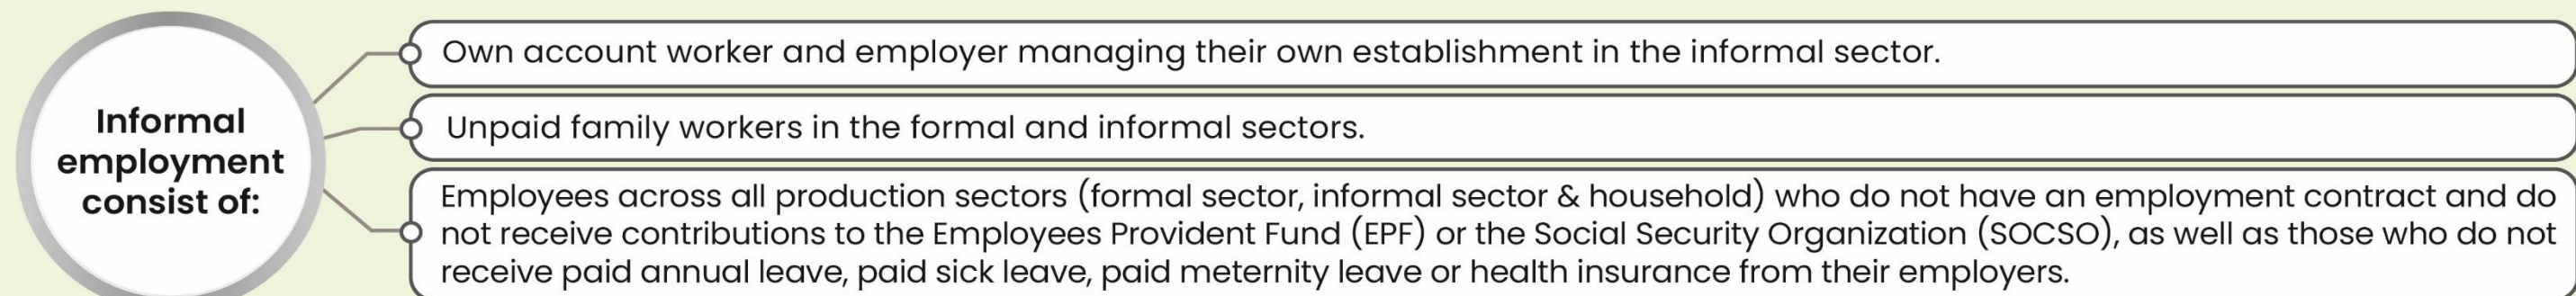 Informal
employment
consist of:
Own account worker and employer managing their own establishment in the informal sector.
Unpaid family workers in the formal and informal sectors.
Employees across all production sectors (formal sector, informal sector & household) who do not have an employment contract and do
not receive contributions to the Employees Provident Fund (EPF) or the Social Security Organization (SOCSO), as well as those who do not
receive paid annual leave, paid sick leave, paid meternity leave or health insurance from their employers.